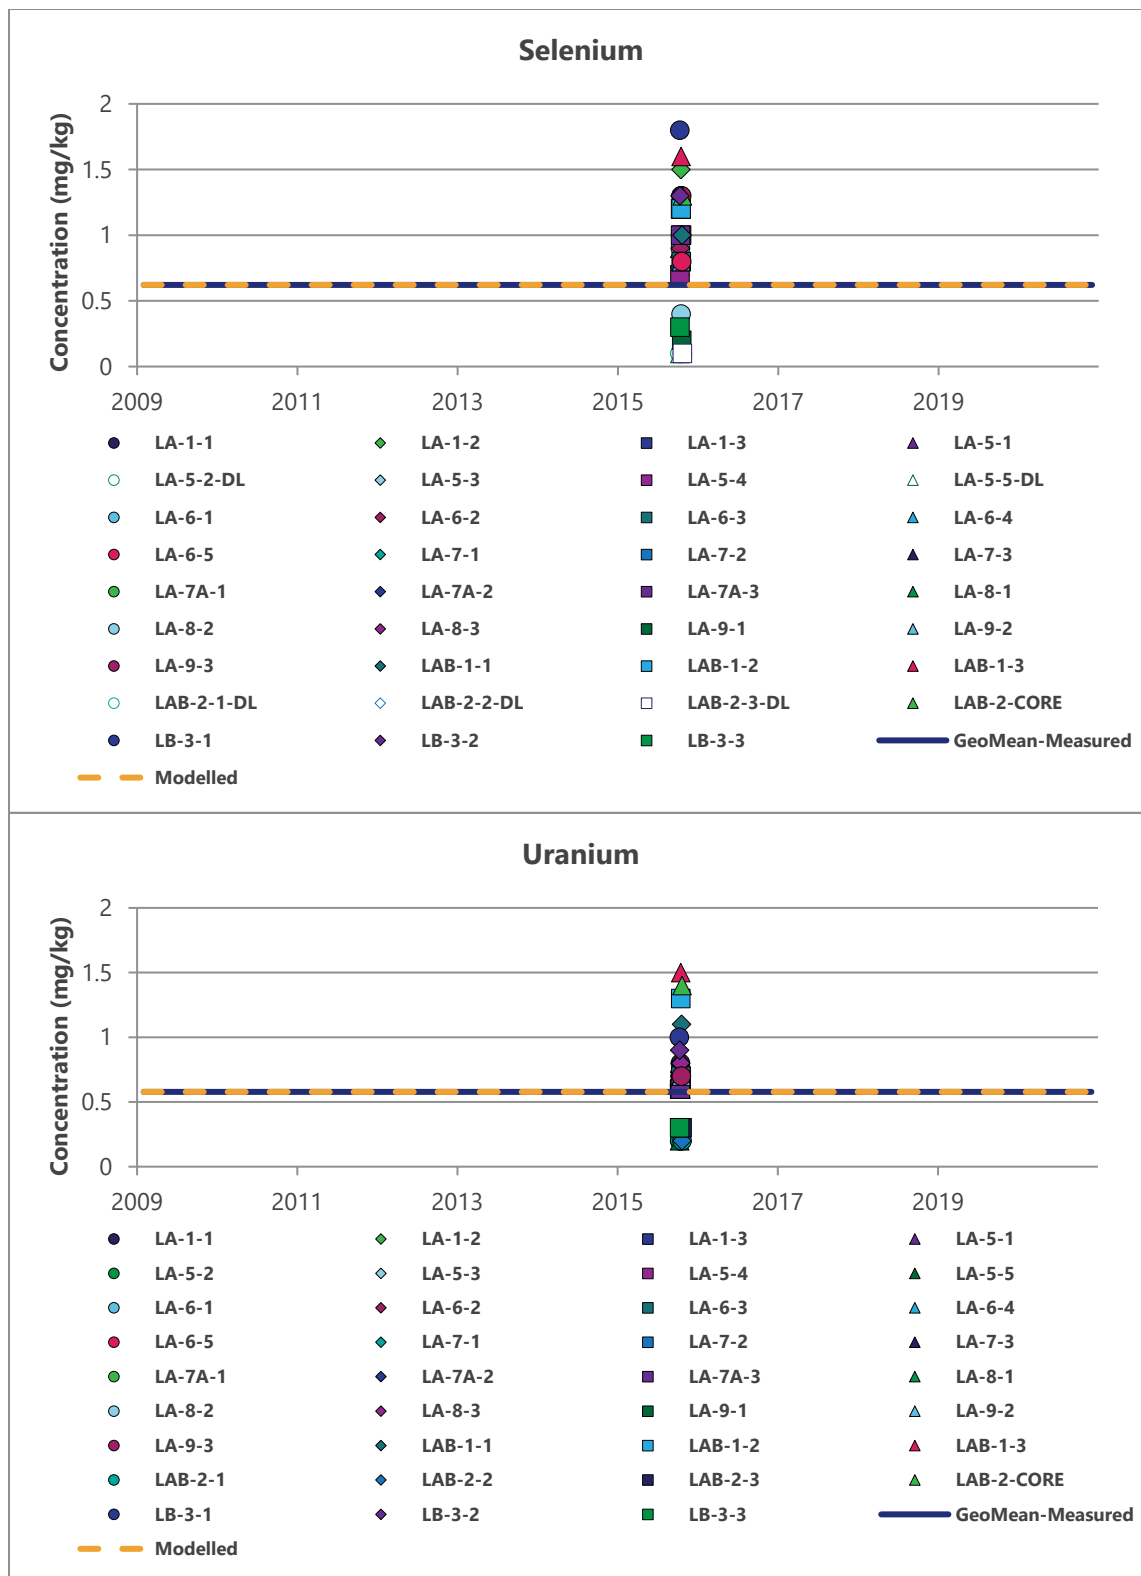 Selenium
Concentration (mg/kg)
2
1.5
1
0.5
0
2009 2011 2013 2015 2017 2019
LA-1-1 LA-1-2 LA-1-3 LA-5-1
LA-5-2-DL LA-5-3 LA-5-4 LA-5-5-DL
LA-6-1 LA-6-2 LA-6-3 LA-6-4
LA-6-5 LA-7-1 LA-7-2 LA-7-3
LA-7A-1 LA-7A-2 LA-7A-3 LA-8-1
LA-8-2 LA-8-3 LA-9-1 LA-9-2
LA-9-3 LAB-1-1 LAB-1-2 LAB-1-3
LAB-2-1-DL LAB-2-2-DL LAB-2-3-DL LAB-2-CORE
LB-3-1 LB-3-2 LB-3-3 GeoMean-Measured
Modelled
Uranium
Concentration (mg/kg)
2
1.5
1
0.5
0
2009 2011 2013 2015 2017 2019
LA-1-1 LA-1-2 LA-1-3 LA-5-1
LA-5-2 LA-5-3 LA-5-4 LA-5-5
LA-6-1 LA-6-2 LA-6-3 LA-6-4
LA-6-5 LA-7-1 LA-7-2 LA-7-3
LA-7A-1 LA-7A-2 LA-7A-3 LA-8-1
LA-8-2 LA-8-3 LA-9-1 LA-9-2
LA-9-3 LAB-1-1 LAB-1-2 LAB-1-3
LAB-2-1 LAB-2-2 LAB-2-3 LAB-2-CORE
LB-3-1 LB-3-2 LB-3-3 GeoMean-Measured
Modelled